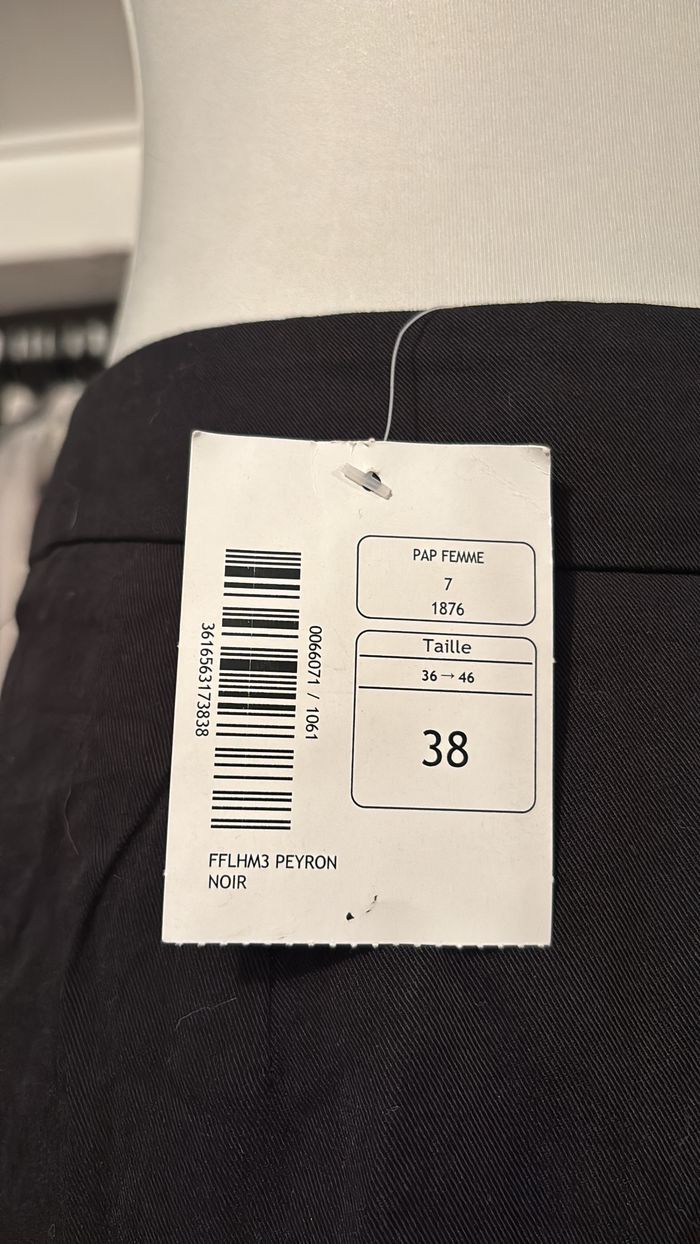 3616563173838
0066071 / 1061
PAP FEMME
7
1876
Taille
36 → 46
38
FFLHM3 PEYRON
NOIR